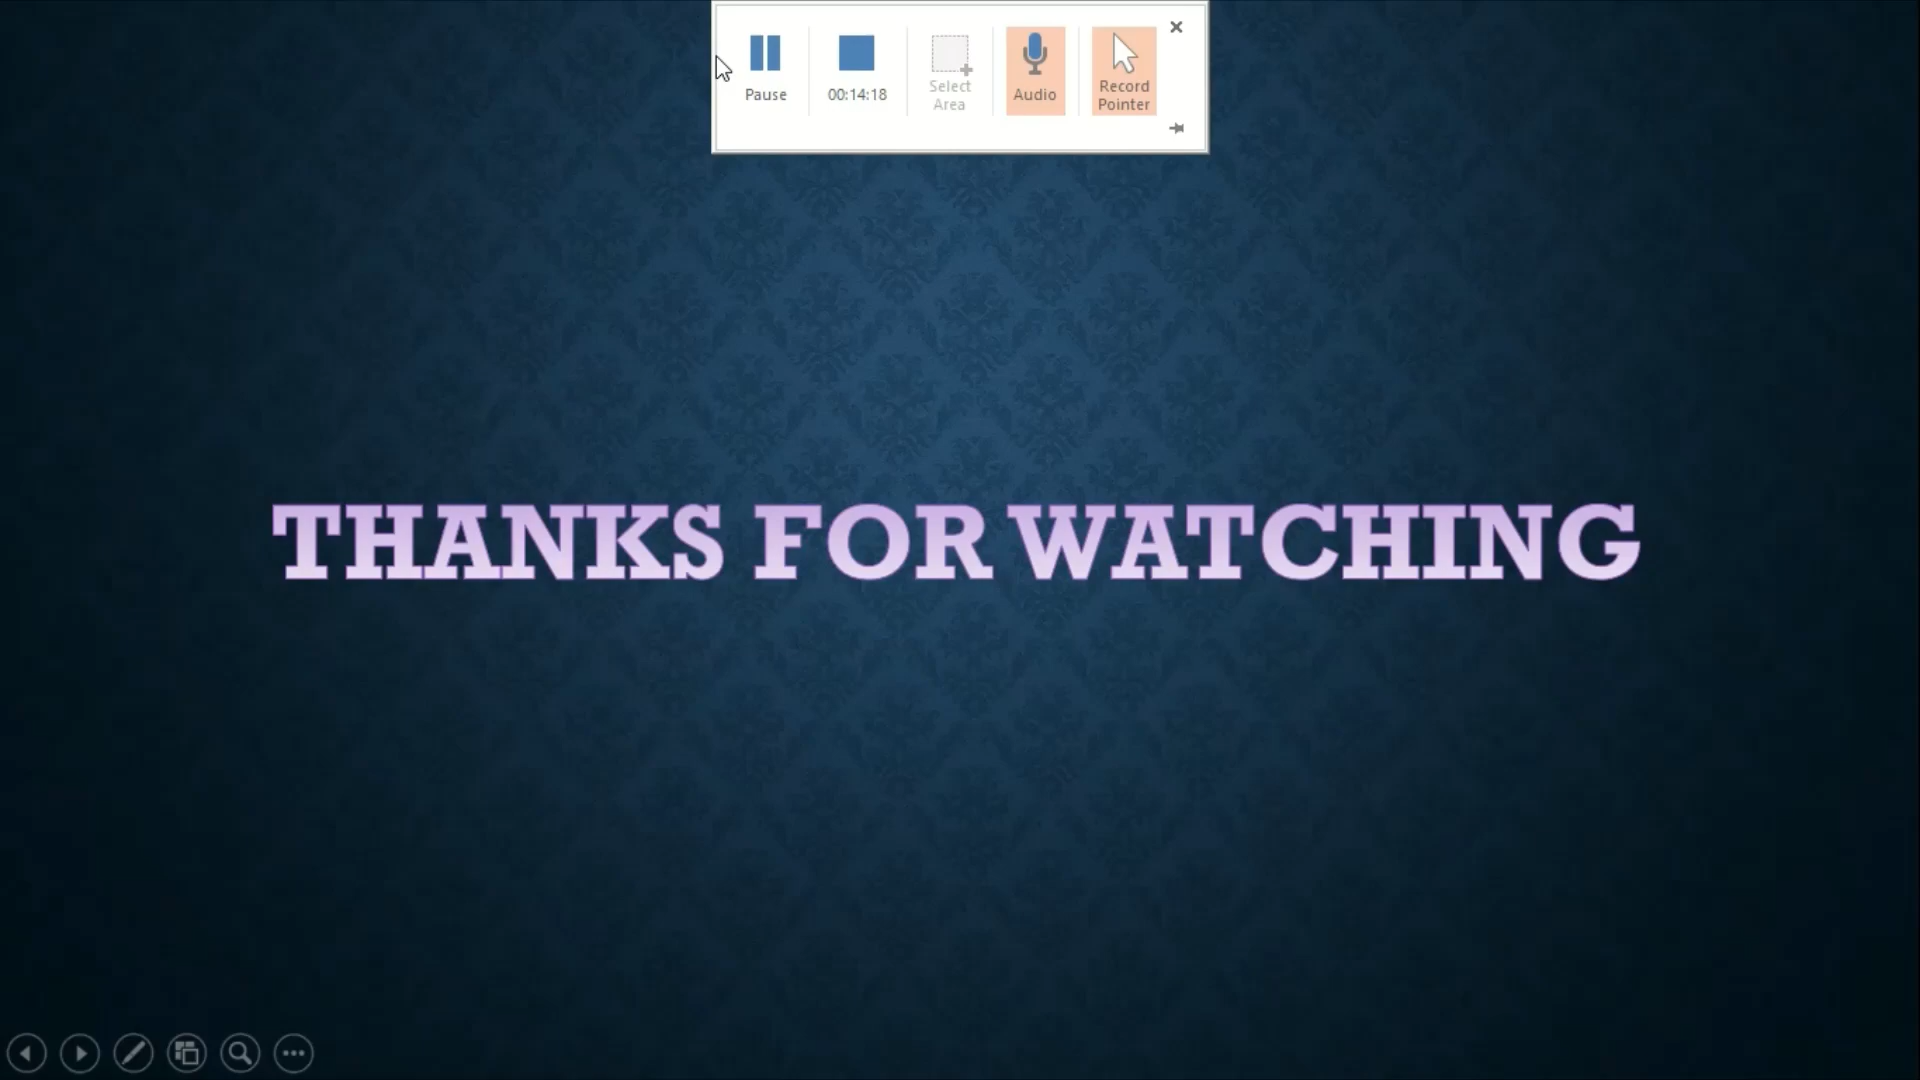 Pause
00:14:18
Select
Area
Audio
Record
Pointer
THANKS FOR WATCHING